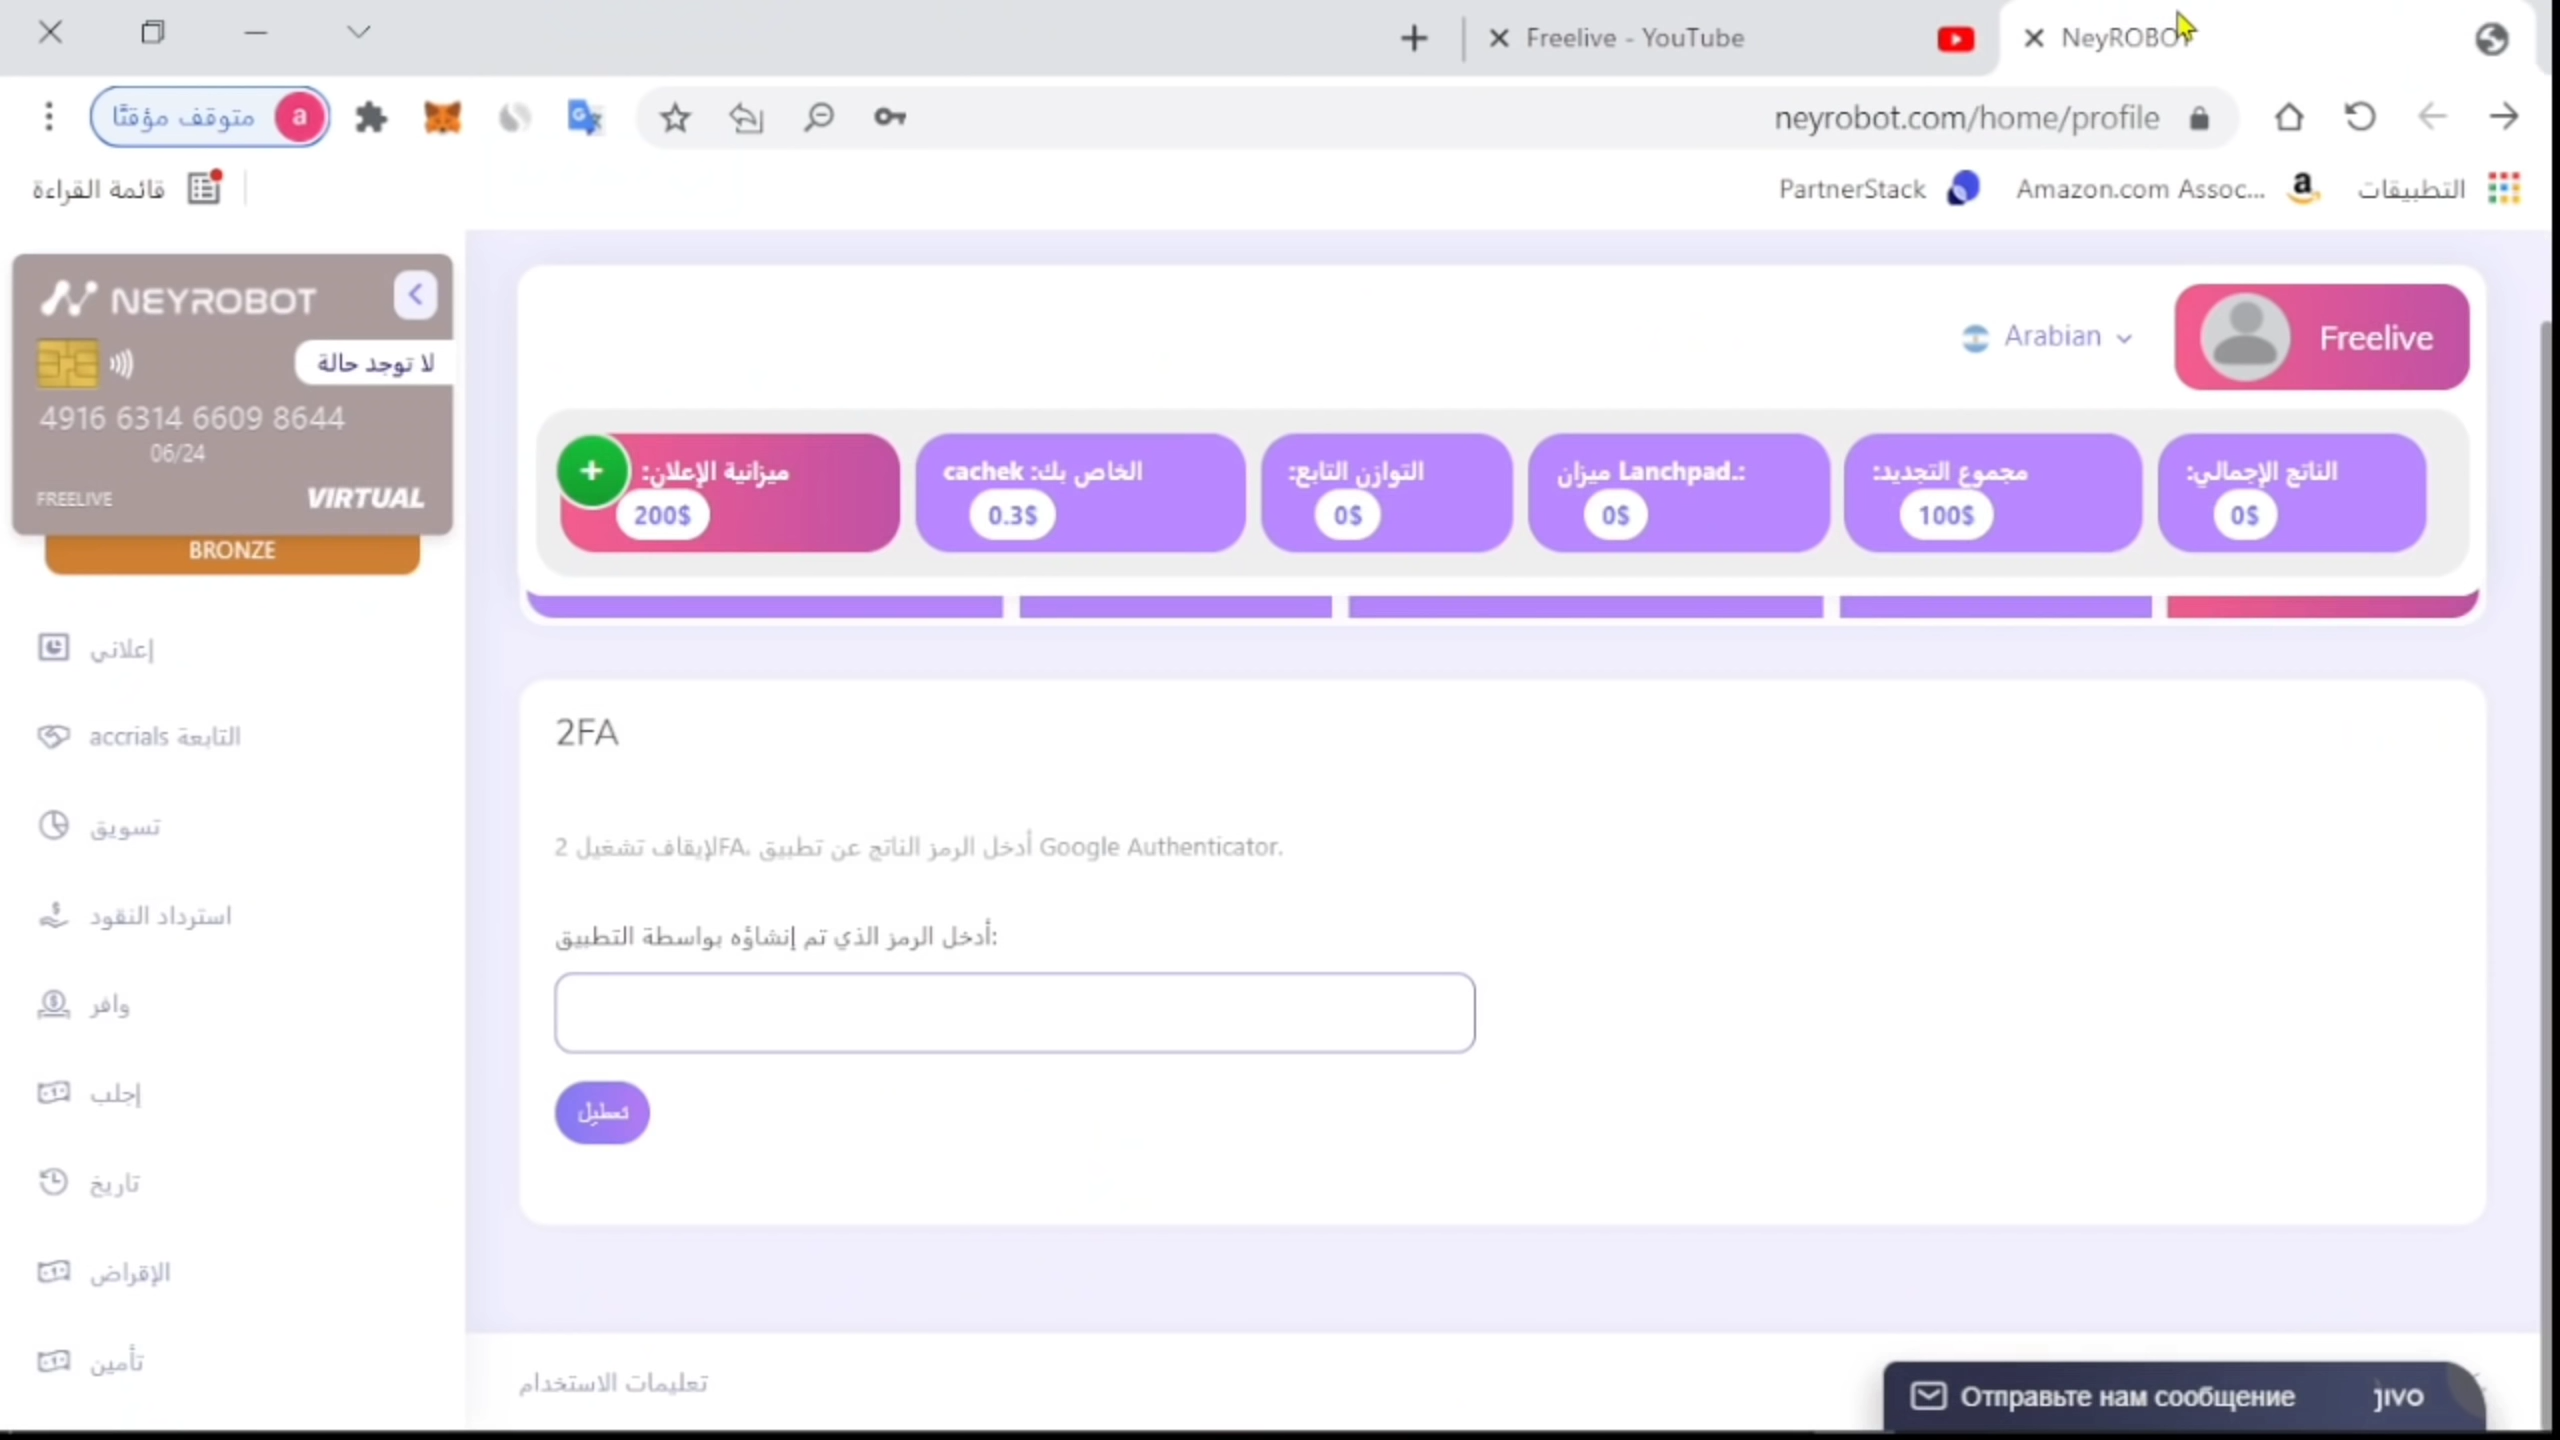 Freelive - YouTube
NeyROBOT
متوقف مؤقتًا
a
neyrobot.com/home/profile
قائمة القراءة
PartnerStack
Amazon.com Assoc...
التطبيقات
NEYROBOT
لا توجد حالة
4916 6314 6609 8644
06/24
FREELIVE
VIRTUAL
BRONZE
إعلاني
accrials التابعة
تسويق
استرداد النقود
وافر
إجلب
تاريخ
الإقراض
تأمين
Arabian
Freelive
ميزانية الإعلان:
200$
cachek الخاص بك:
0.3$
التوازن التابع:
0$
ميزان Lanchpad.:
0$
مجموع التجديد:
100$
الناتج الإجمالي:
0$
2FA
لإيقاف تشغيل 2FA، أدخل الرمز الناتج عن تطبيق Google Authenticator.
أدخل الرمز الذي تم إنشاؤه بواسطة التطبيق:
تعليمات الاستخدام
Отправьте нам сообщение
jivo